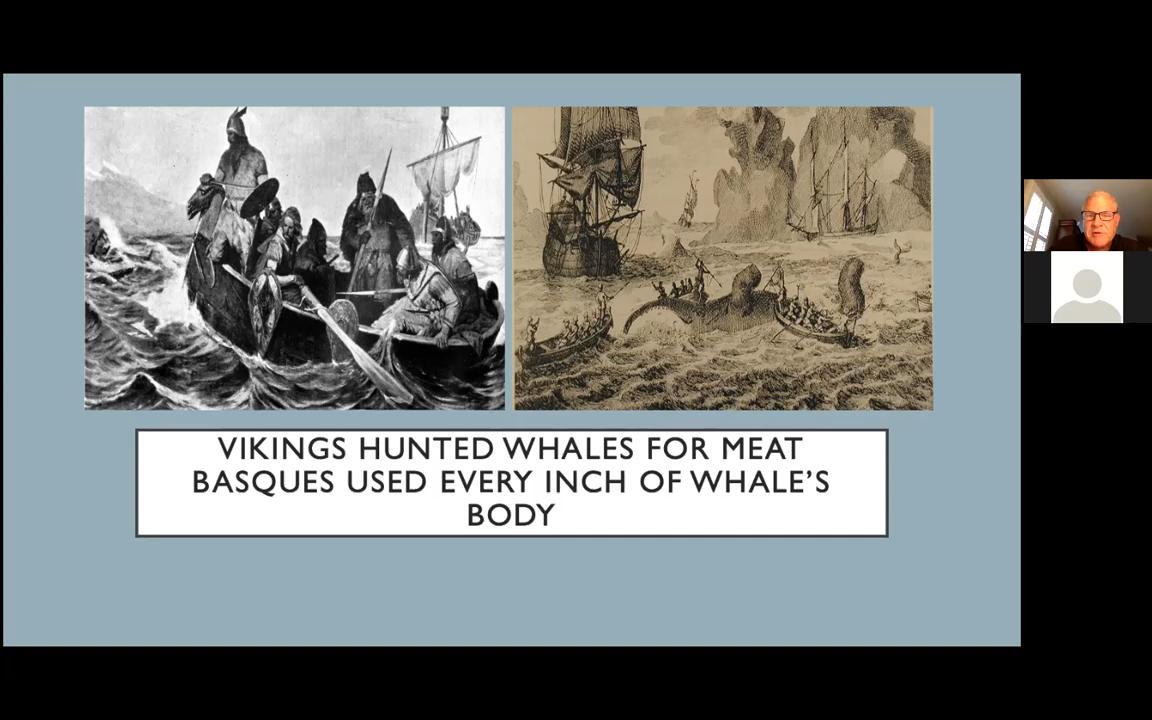 VIKINGS HUNTED WHALES FOR MEAT
BASQUES USED EVERY INCH OF WHALE’S
BODY